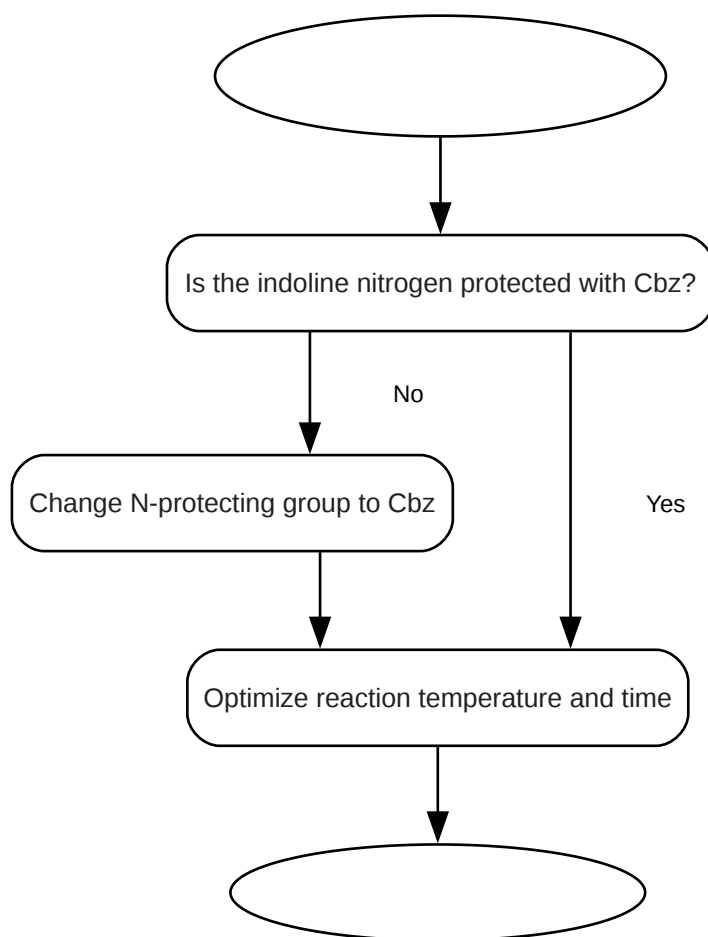 Is the indoline nitrogen protected with Cbz?
No
Change N-protecting group to Cbz
Yes
Optimize reaction temperature and time